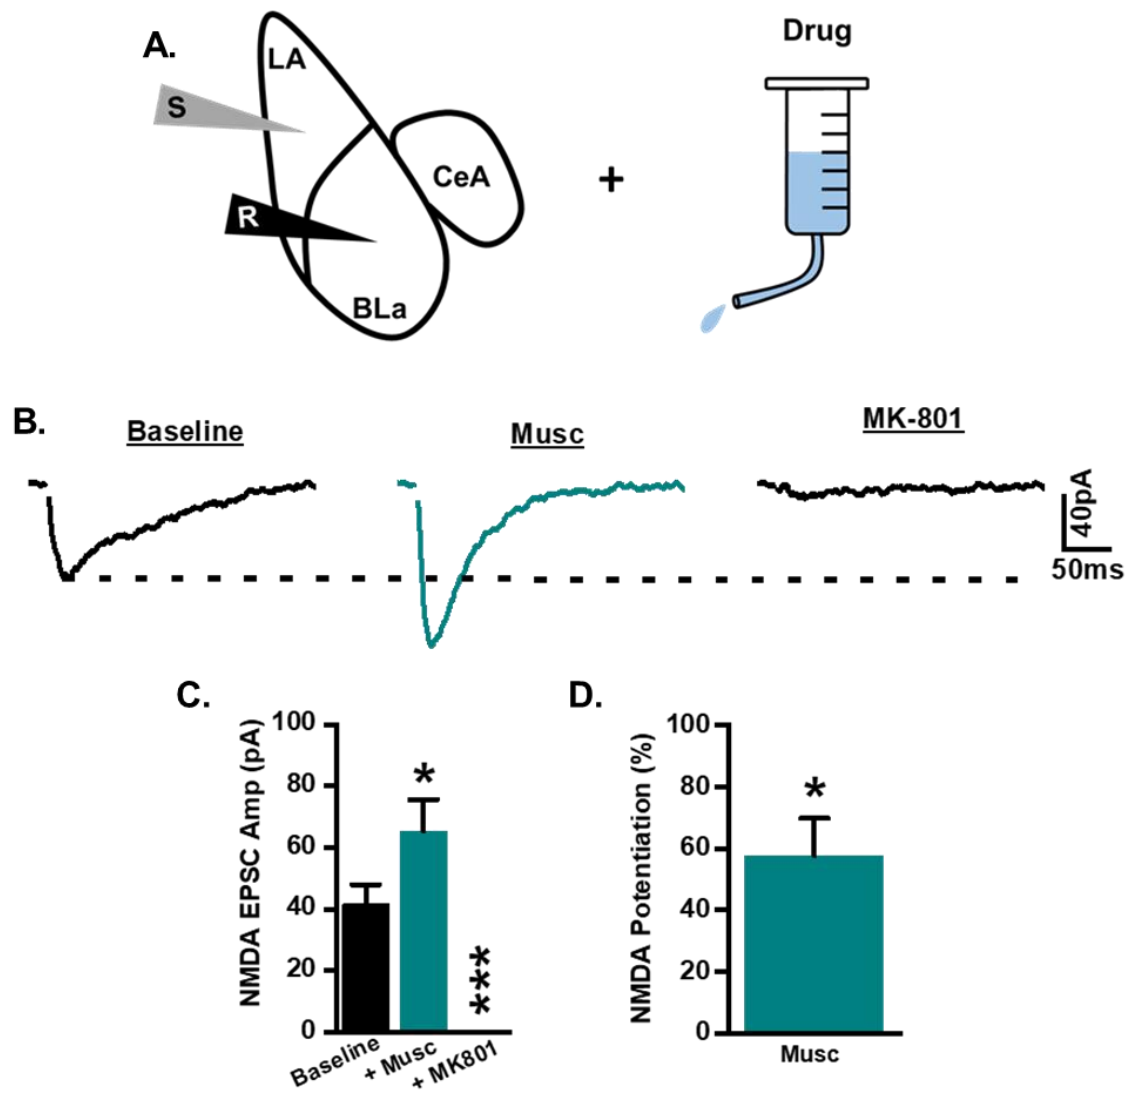 A.
LA
S
R
CeA
BLa
+
Drug
B.
Baseline
Musc
MK-801
40pA
50ms
C.
NMDA EPSC Amp (pA)
100
80
60
40
20
0
*
***
Baseline
+ Musc
+ MK801
D.
NMDA Potentiation (%)
100
80
60
40
20
0
*
Musc